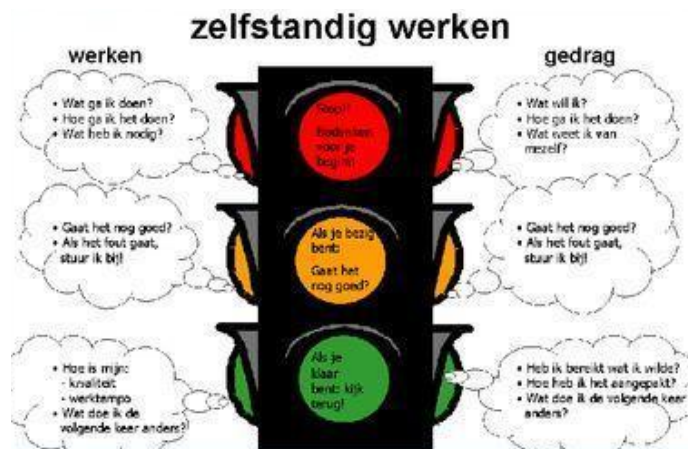 zelfstandig werken
werken
gedrag
• Wat ga ik doen?
• Hoe ga ik het doen?
• Wat heb ik nodig?
Stop!
Bedenken
voor je
begint!
• Wat wil ik?
• Hoe ga ik het doen?
• Wat weet ik van
mezelf?
• Gaat het nog goed?
• Als het fout gaat,
stuur ik bij!
Als je bezig
bent:
Gaat het
nog goed?
• Gaat het nog goed?
• Als het fout gaat,
stuur ik bij!
• Hoe is mijn:
- kwaliteit
- werktempo
• Wat doe ik de
volgende keer anders?
Als je
klaar
bent: kijk
terug!
• Heb ik bereikt wat ik wilde?
• Hoe heb ik het aangepakt?
• Wat doe ik de volgende keer
anders?